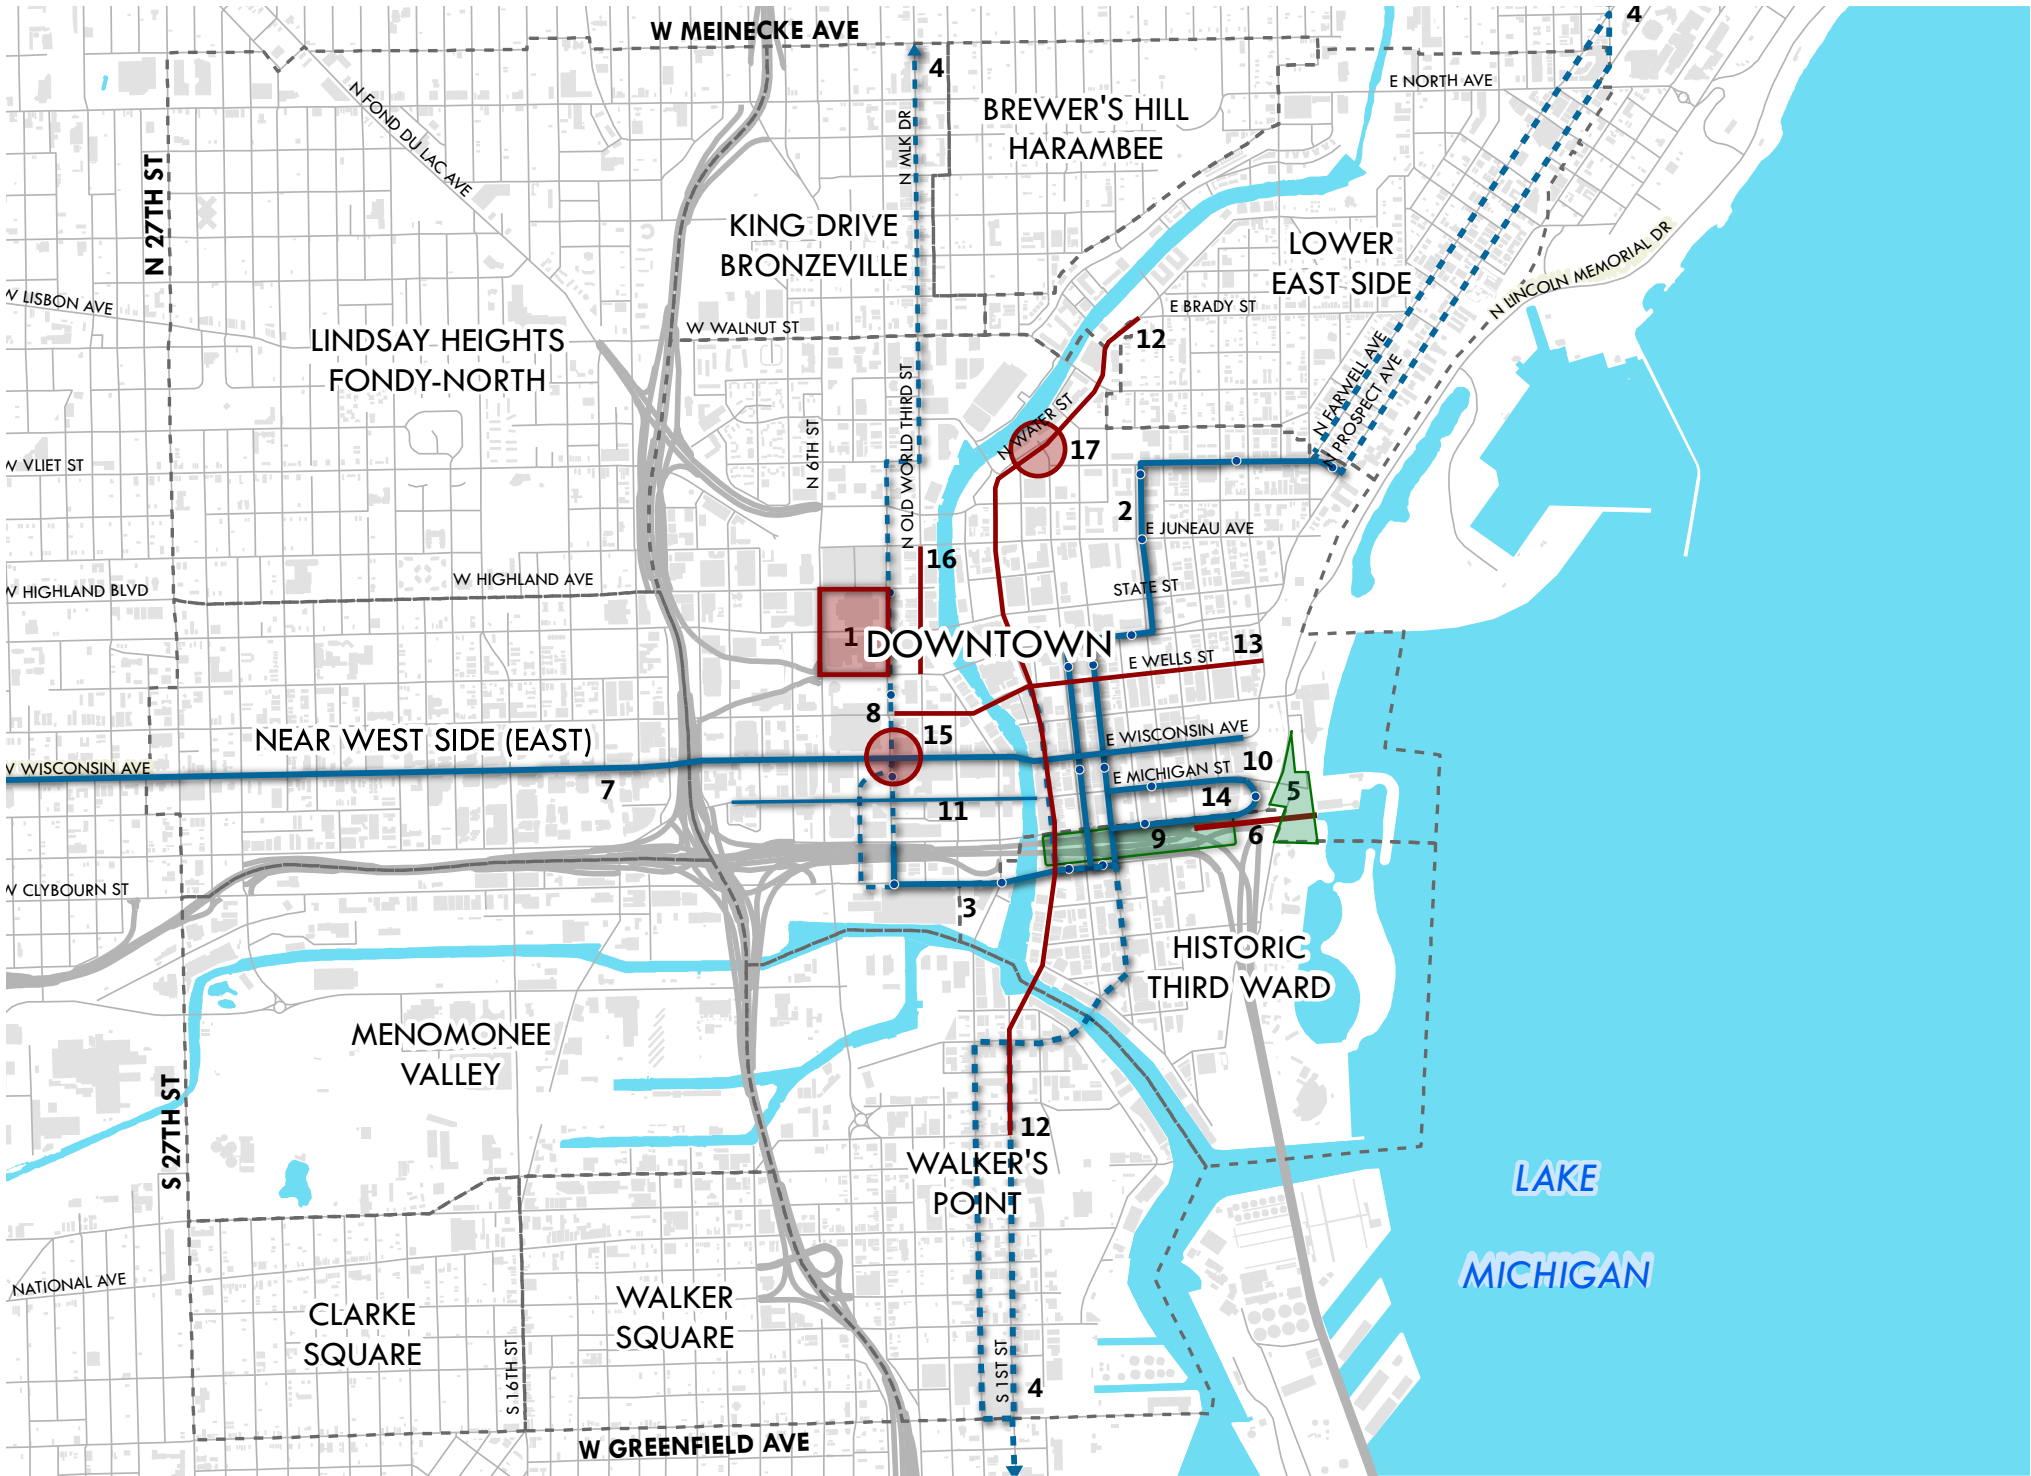 4
W MEINECKE AVE
4
E NORTH AVE
N FOND DU LAC AVE
BREWER'S HILL
HARAMBEE
N MLK DR
N 27TH ST
KING DRIVE
BRONZEVILLE
LOWER
EAST SIDE
N LINCOLN MEMORIAL DR
W LISBON AVE
E BRADY ST
W WALNUT ST
12
LINDSAY HEIGHTS
FONDY-NORTH
N FARWELL AVE
N PROSPECT AVE
N OLD WORLD THIRD ST
N WATER ST
N 6TH ST
17
W VLIET ST
2
E JUNEAU AVE
16
W HIGHLAND AVE
W HIGHLAND BLVD
STATE ST
1
DOWNTOWN
13
E WELLS ST
8
15
NEAR WEST SIDE (EAST)
E WISCONSIN AVE
W WISCONSIN AVE
10
E MICHIGAN ST
7
14
5
11
9
6
W CLYBOURN ST
3
HISTORIC
THIRD WARD
MENOMONEE
VALLEY
S 27TH ST
12
WALKER'S
POINT
LAKE
MICHIGAN
NATIONAL AVE
CLARKE
SQUARE
WALKER
SQUARE
S 16TH ST
S 1ST ST
4
W GREENFIELD AVE